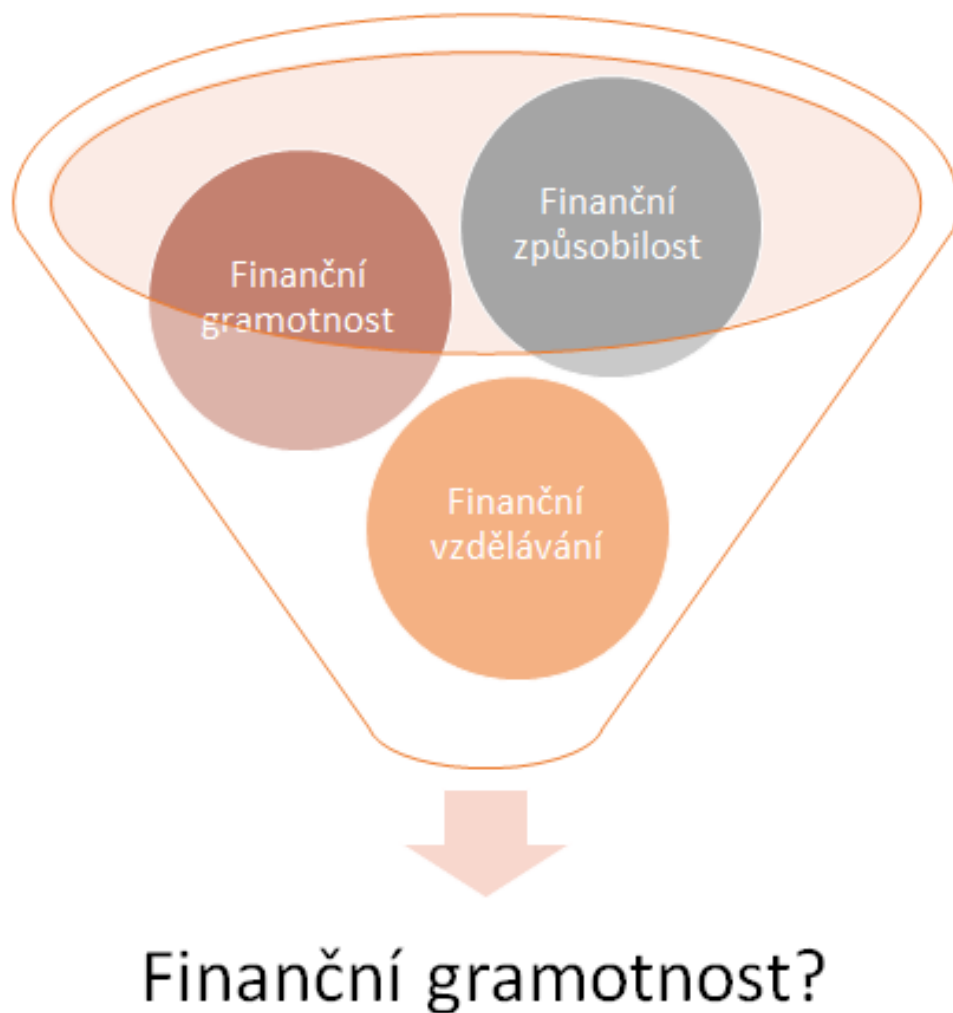 Finanční
způsobilost
Finanční
gramotnost
Finanční
vzdělávání
Finanční gramotnost?